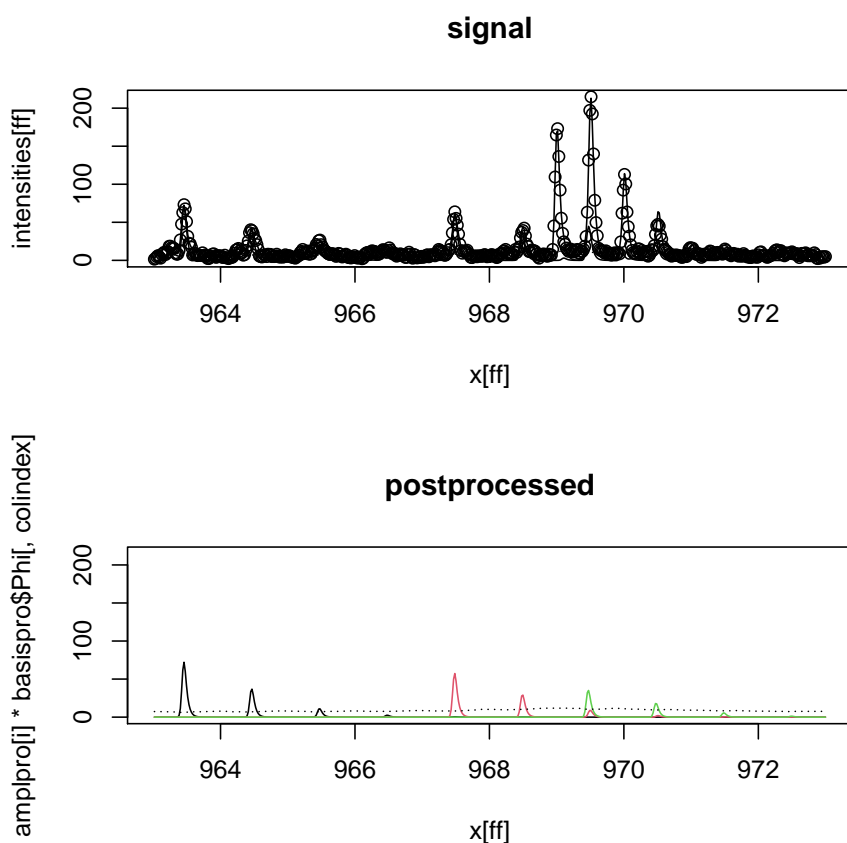 signal
intensities[ff]
200
100
0
964 966 968 970 972
x[ff]
postprocessed
amplpro[i] * basispro$Phi[, colindex]
200
100
0
964 966 968 970 972
x[ff]